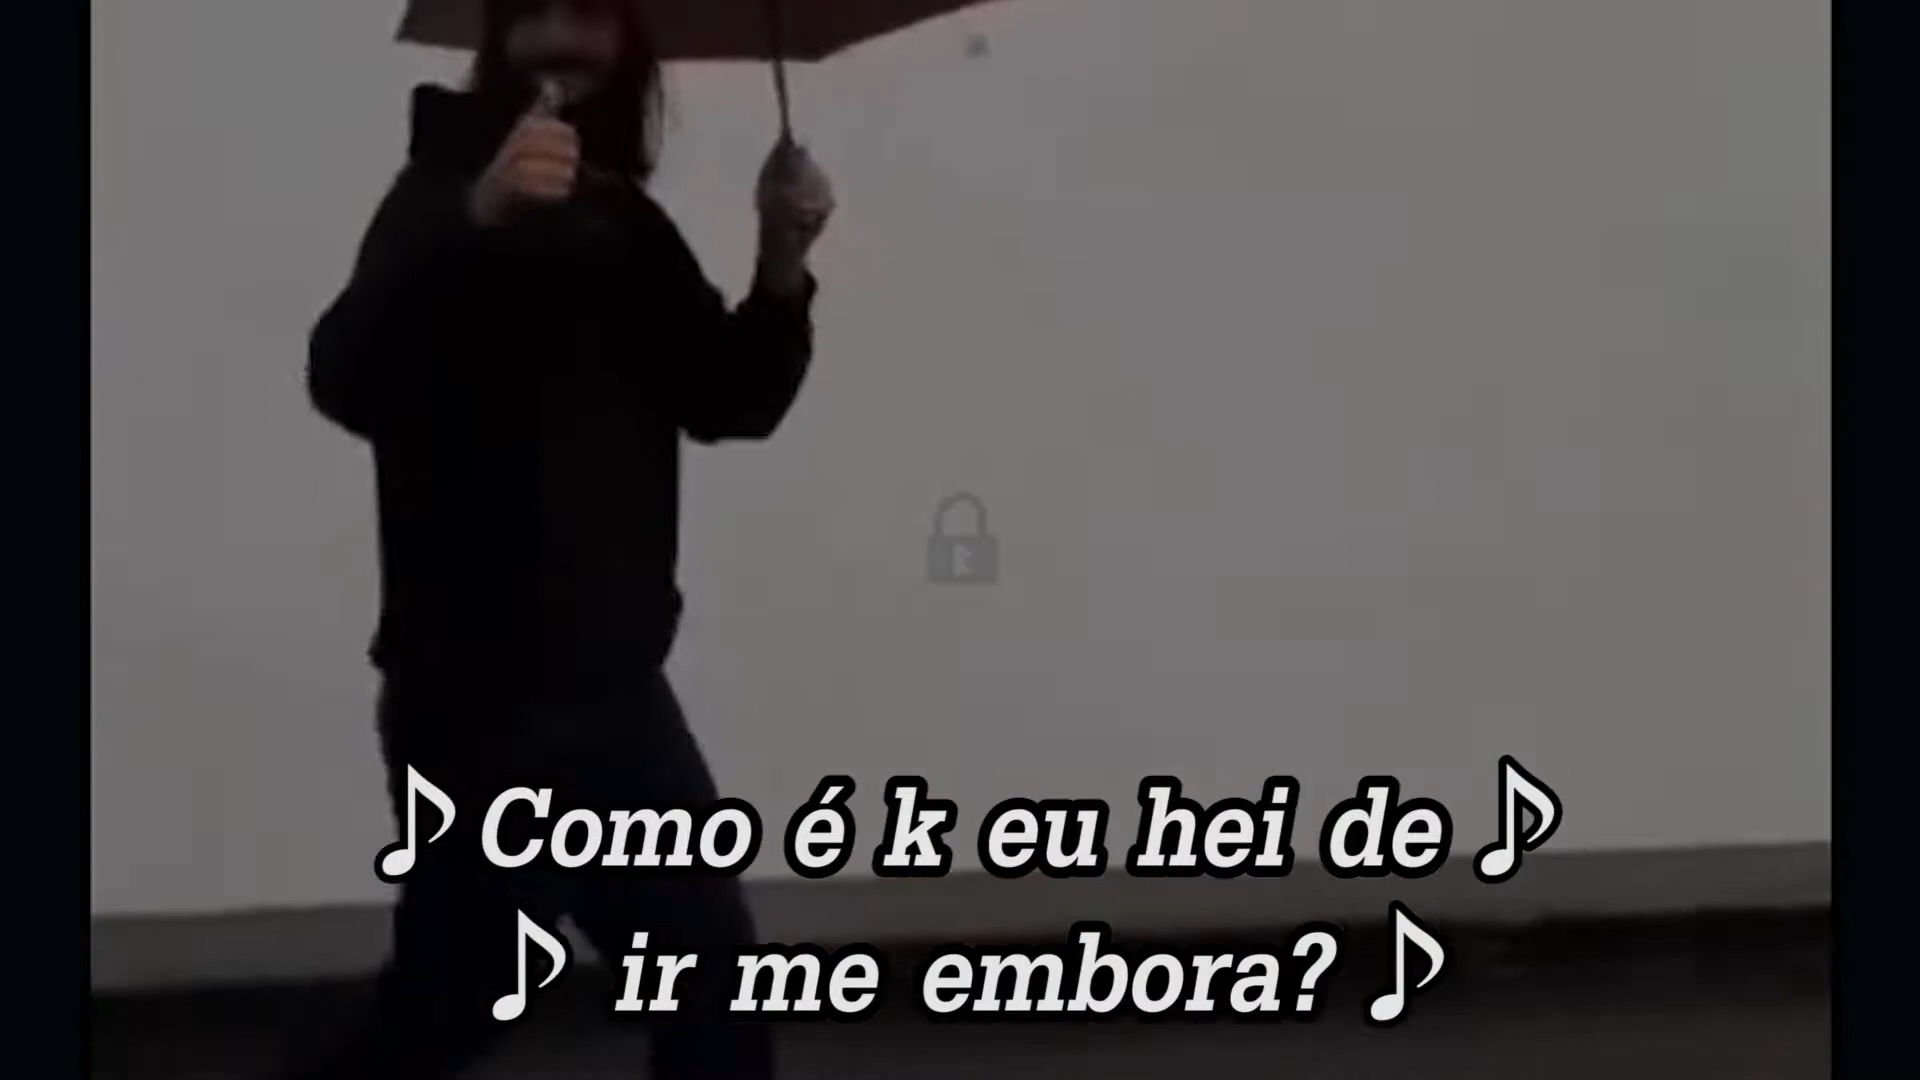 ♪ Como é k eu hei de ♪
♪ ir me embora? ♪